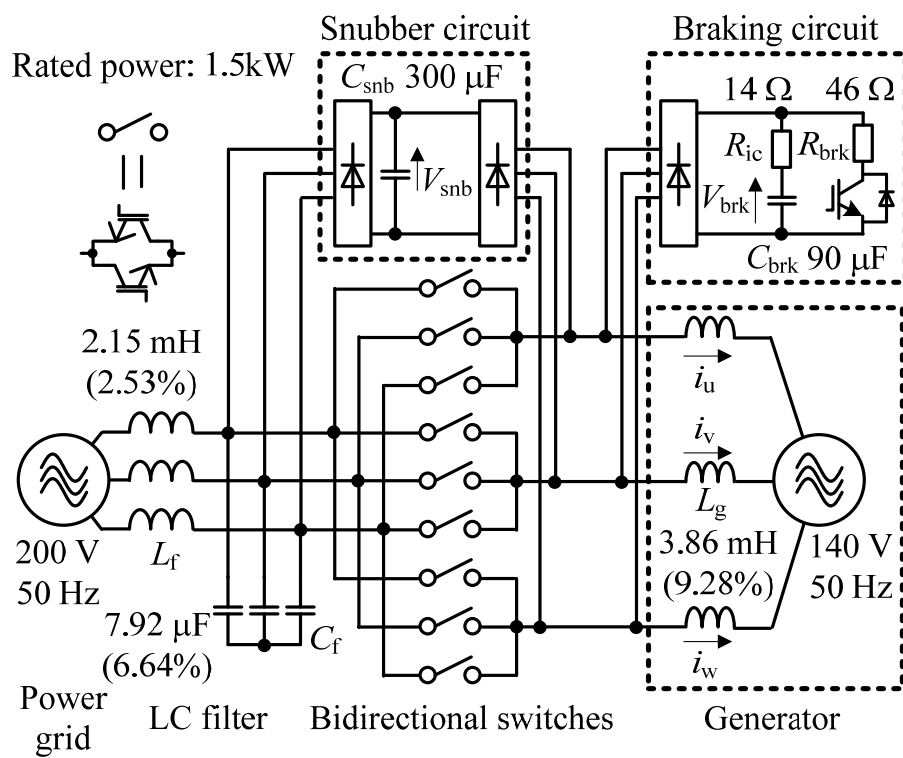 Snubber circuit
Braking circuit
Rated power: 1.5kW
Csnb 300 μF
14 Ω
46 Ω
Ric
Rbrk
Vsnb
Vbrk
Cbrk 90 μF
2.15 mH
(2.53%)
iu
iv
Lf
Lg
200 V
50 Hz
3.86 mH
(9.28%)
140 V
50 Hz
7.92 μF
(6.64%)
Cf
iw
Power
grid
LC filter
Bidirectional switches
Generator